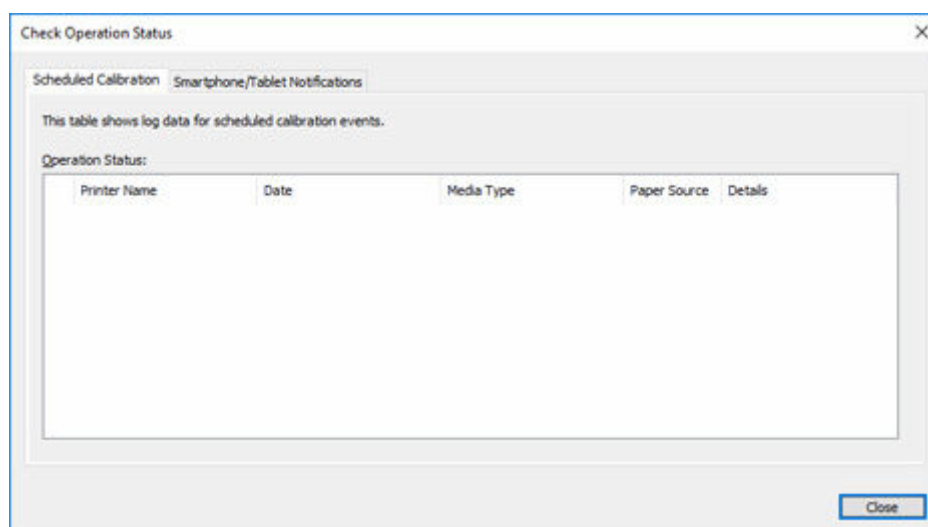 Check Operation Status
Scheduled Calibration Smartphone/Tablet Notifications
This table shows log data for scheduled calibration events.
Operation Status:
Printer Name Date Media Type Paper Source Details
Close